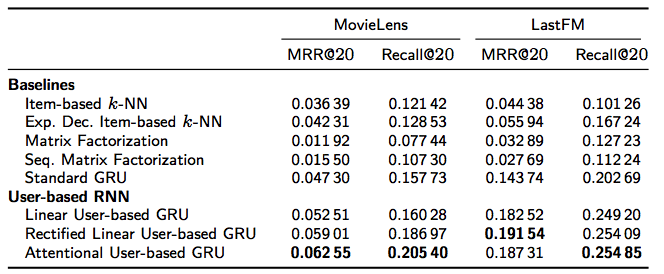 MovieLens LastFM
MRR@20 Recall@20 MRR@20 Recall@20
Baselines
Item-based k-NN 0.036 39 0.121 42 0.044 38 0.101 26
Exp. Dec. Item-based k-NN 0.042 31 0.128 53 0.055 94 0.167 24
Matrix Factorization 0.011 92 0.077 44 0.032 89 0.127 23
Seq. Matrix Factorization 0.015 50 0.107 30 0.027 69 0.112 24
Standard GRU 0.047 30 0.157 73 0.143 74 0.202 69
User-based RNN
Linear User-based GRU 0.052 51 0.160 28 0.182 52 0.249 20
Rectified Linear User-based GRU 0.059 01 0.186 97 0.191 54 0.254 09
Attentional User-based GRU 0.062 55 0.205 40 0.187 31 0.254 85